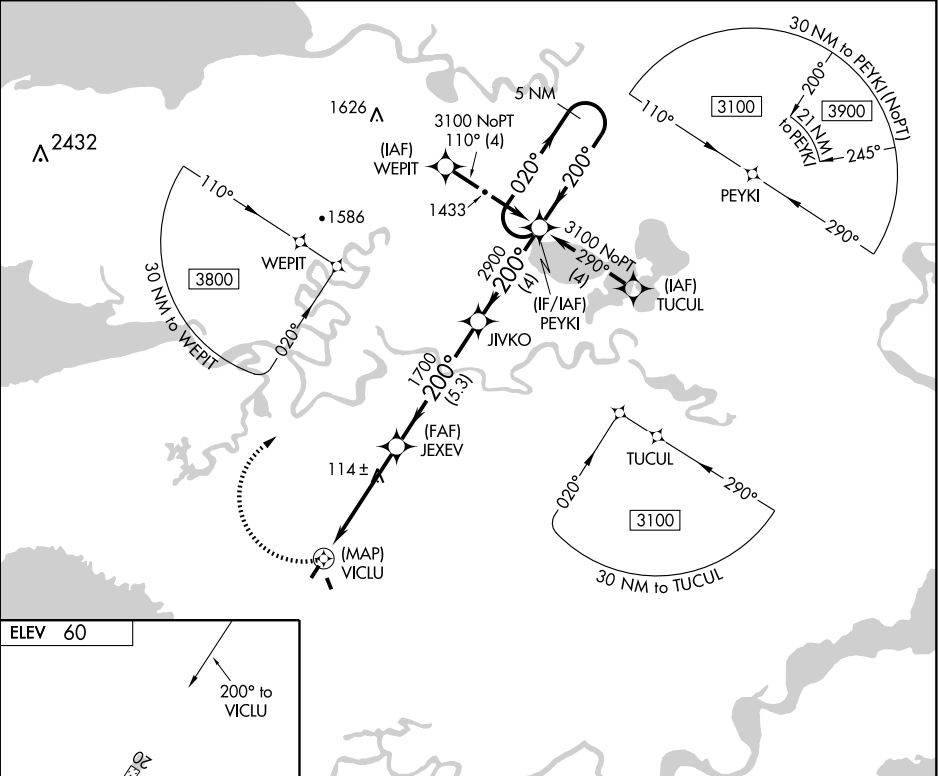 2432
1626
(IAF)
WEPIT
3100 NoPT
110° (4)
1433
5 NM
020°
200°
30 NM to PEYKI (NoPT)
200°
21 NM
to PEYKI
3100
3900
110°
245°
PEYKI
290°
110°
1586
WEPIT
3800
020°
30 NM to WEPIT
3100 NoPT
290°
(4)
(IAF)
TUCUL
(IF/IAF)
PEYKI
2900
200°
(4)
JIVKO
1700
200°
(5.3)
(FAF)
JEXEV
114 ±
(MAP)
VICLU
TUCUL
020°
290°
3100
30 NM to TUCUL
ELEV 60
200° to
VICLU
20